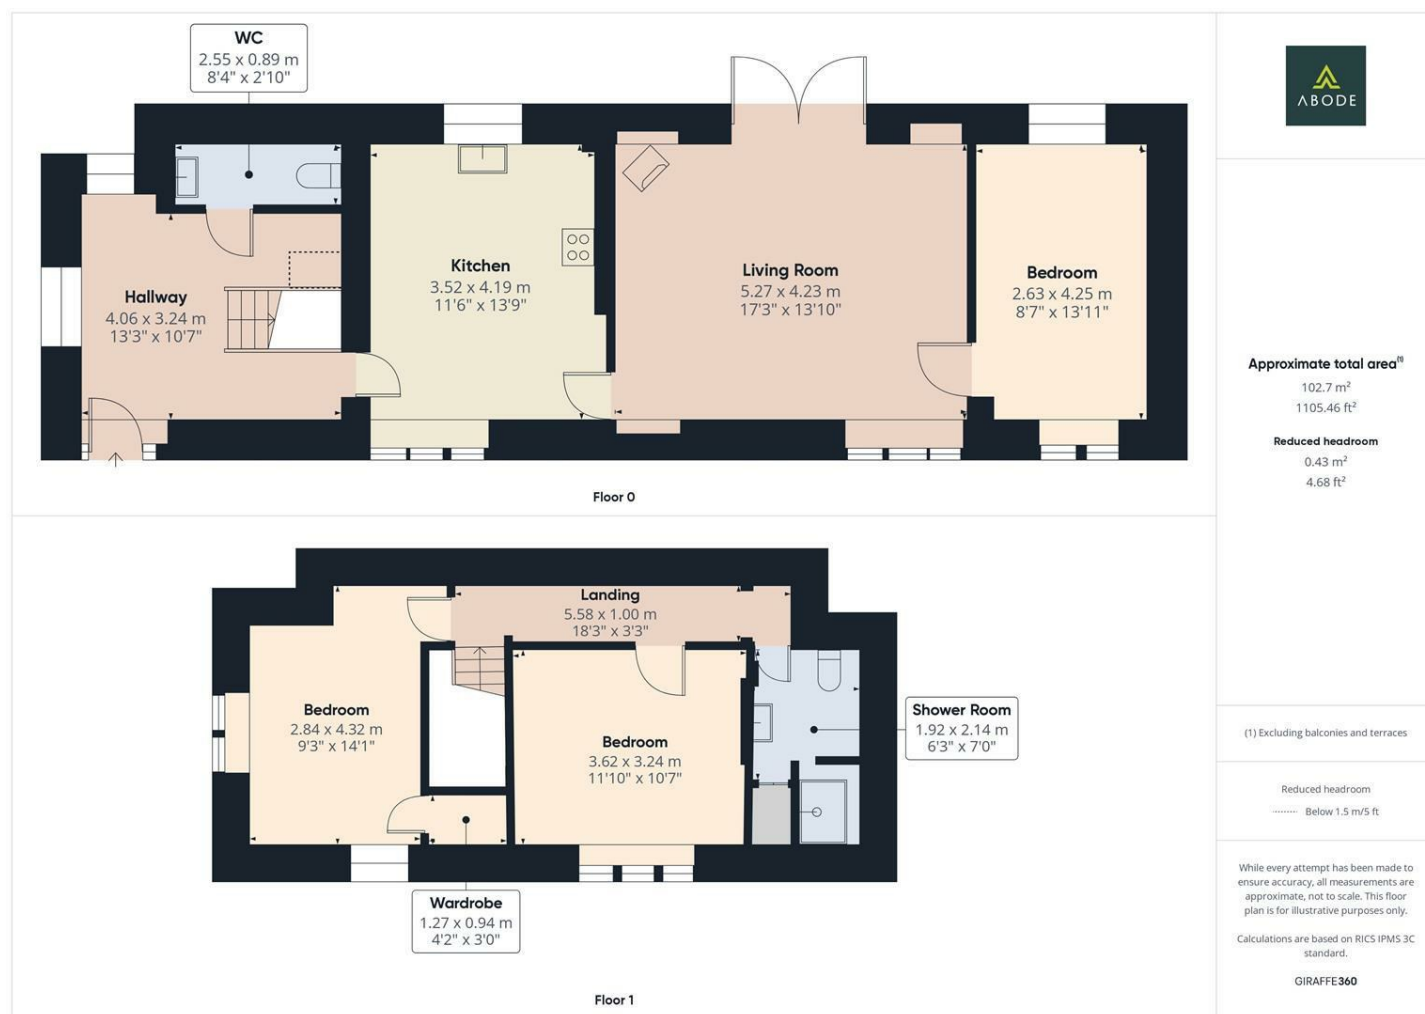 WC
2.55 x 0.89 m
8'4" x 2'10"
Hallway
4.06 x 3.24 m
13'3" x 10'7"
Kitchen
3.52 x 4.19 m
11'6" x 13'9"
Living Room
5.27 x 4.23 m
17'3" x 13'10"
Bedroom
2.63 x 4.25 m
8'7" x 13'11"
Floor 0
Landing
5.58 x 1.00 m
18'3" x 3'3"
Bedroom
2.84 x 4.32 m
9'3" x 14'1"
Bedroom
3.62 x 3.24 m
11'10" x 10'7"
Shower Room
1.92 x 2.14 m
6'3" x 7'0"
Wardrobe
1.27 x 0.94 m
4'2" x 3'0"
Floor 1
ABODE
Approximate total area(1)
102.7 m²
1105.46 ft²
Reduced headroom
0.43 m²
4.68 ft²
(1) Excluding balconies and terraces
Reduced headroom
Below 1.5 m/5 ft
While every attempt has been made to
ensure accuracy, all measurements are
approximate, not to scale. This floor
plan is for illustrative purposes only.
Calculations are based on RICS IPMS 3C
standard.
GIRAFFE360